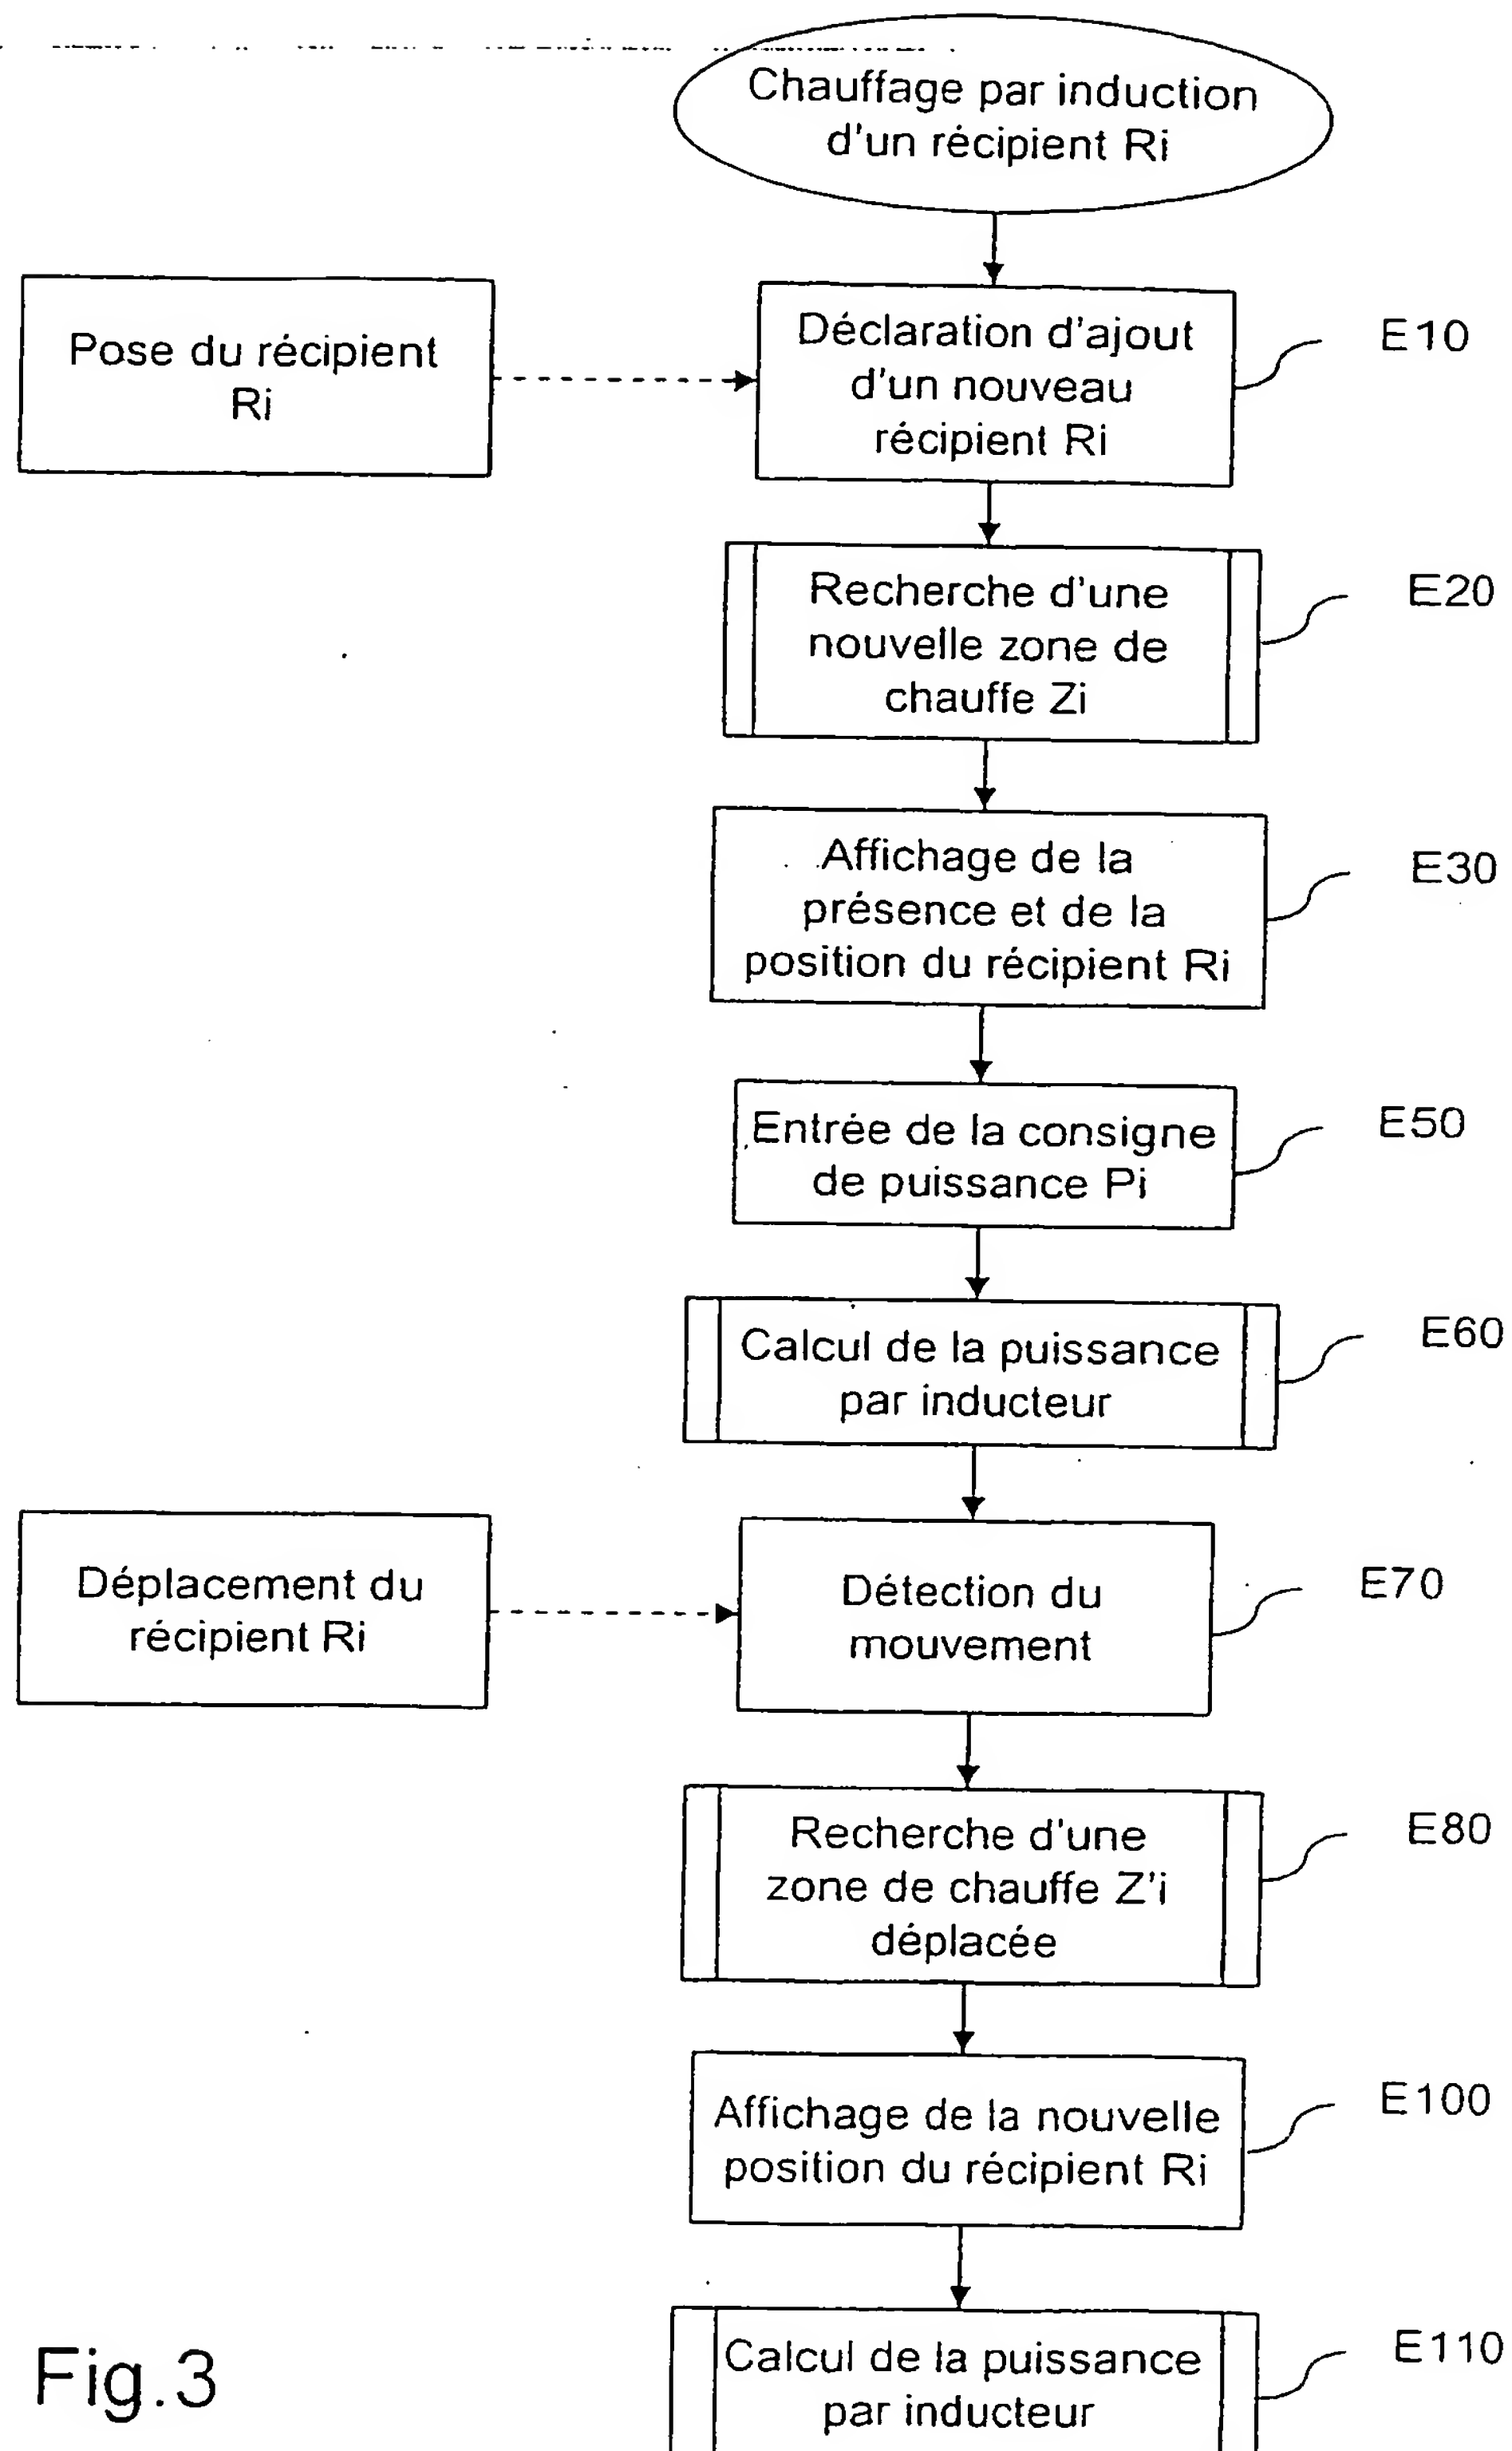 Chauffage par induction
d'un récipient Ri
Pose du récipient
Ri
Déclaration d'ajout
d'un nouveau
récipient Ri
E10
Recherche d'une
nouvelle zone de
chauffe Zi
E20
Affichage de la
présence et de la
position du récipient Ri
E30
Entrée de la consigne
de puissance Pi
E50
Calcul de la puissance
par inducteur
E60
Déplacement du
récipient Ri
Détection du
mouvement
E70
Recherche d'une
zone de chauffe Z'i
déplacée
E80
Affichage de la nouvelle
position du récipient Ri
E100
Calcul de la puissance
par inducteur
E110
Fig.3